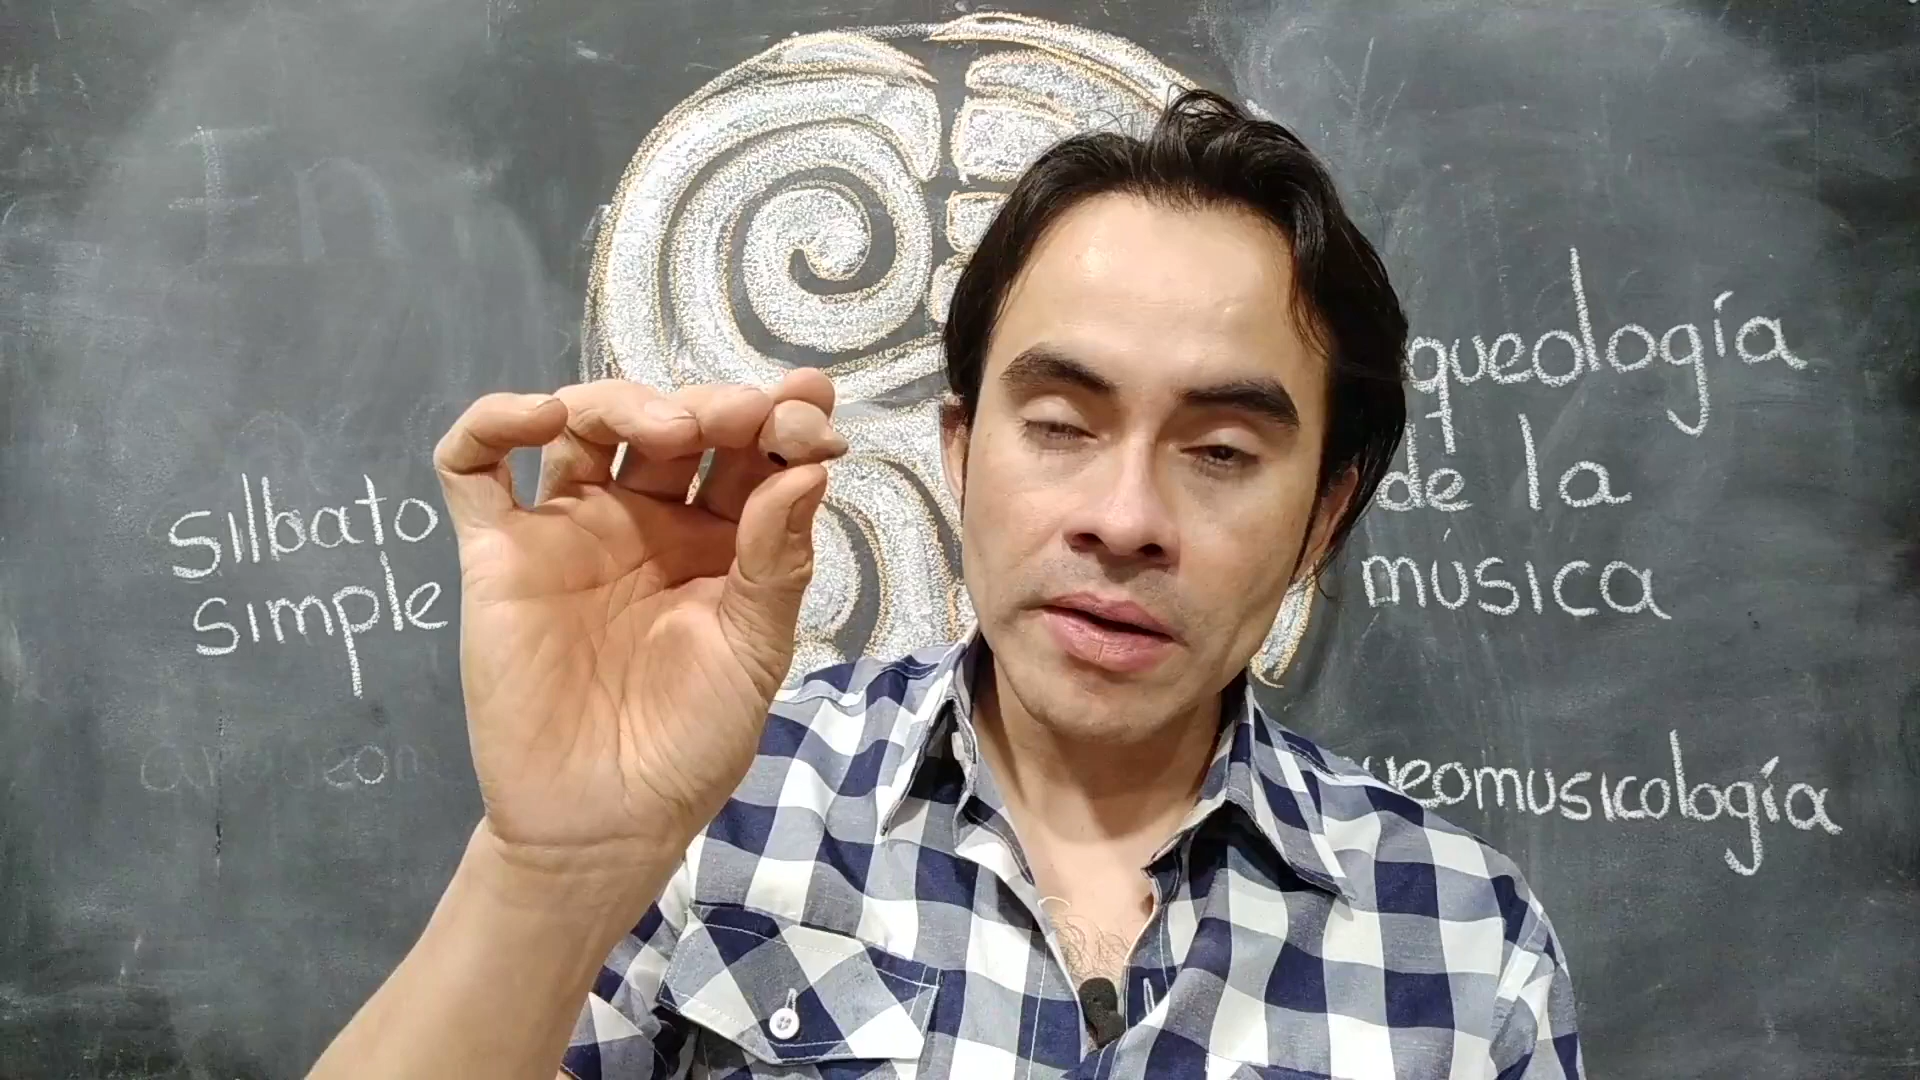 silbato
simple
queología
de la
música
ueomusicología